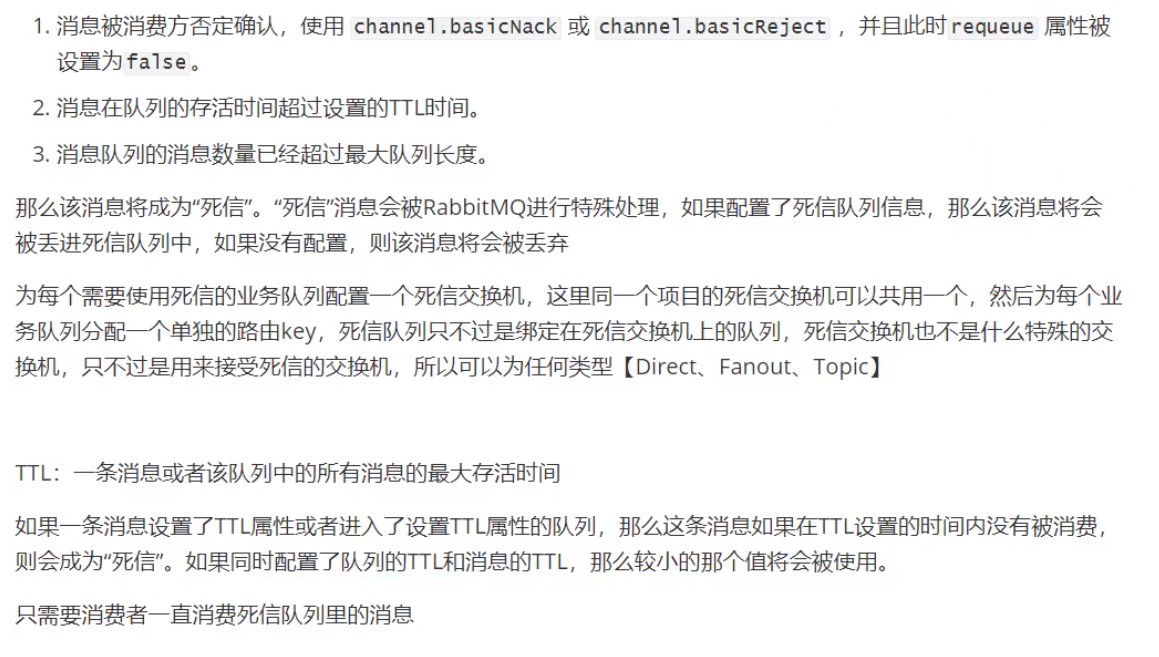 1. 消息被消费方否定确认，使用 channel.basicNack 或 channel.basicReject ，并且此时requeue 属性被
设置为false。
2. 消息在队列的存活时间超过设置的TTL时间。
3. 消息队列的消息数量已经超过最大队列长度。
那么该消息将成为“死信”。“死信”消息会被RabbitMQ进行特殊处理，如果配置了死信队列信息，那么该消息将会
被丢进死信队列中，如果没有配置，则该消息将会被丢弃
为每个需要使用死信的业务队列配置一个死信交换机，这里同一个项目的死信交换机可以共用一个，然后为每个业
务队列分配一个单独的路由key，死信队列只不过是绑定在死信交换机上的队列，死信交换机也不是什么特殊的交
换机，只不过是用来接受死信的交换机，所以可以为任何类型【Direct、Fanout、Topic】
TTL：一条消息或者该队列中的所有消息的最大存活时间
如果一条消息设置了TTL属性或者进入了设置TTL属性的队列，那么这条消息如果在TTL设置的时间内没有被消费，
则会成为“死信”。如果同时配置了队列的TTL和消息的TTL，那么较小的那个值将会被使用。
只需要消费者一直消费死信队列里的消息